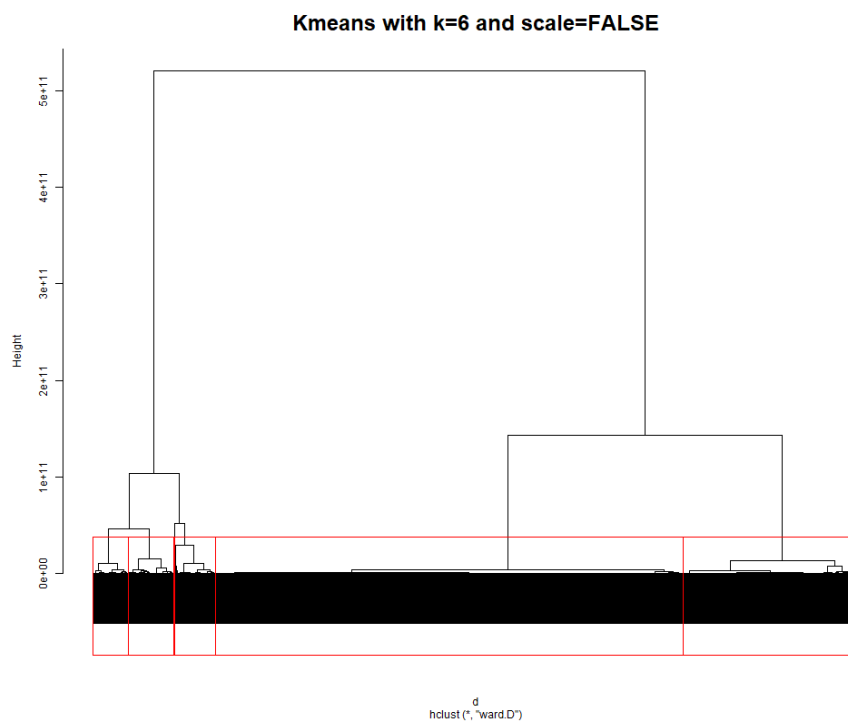 Kmeans with k=6 and scale=FALSE
5e+11
4e+11
3e+11
2e+11
1e+11
0e+00
Height
d
hclust (*, "ward.D")